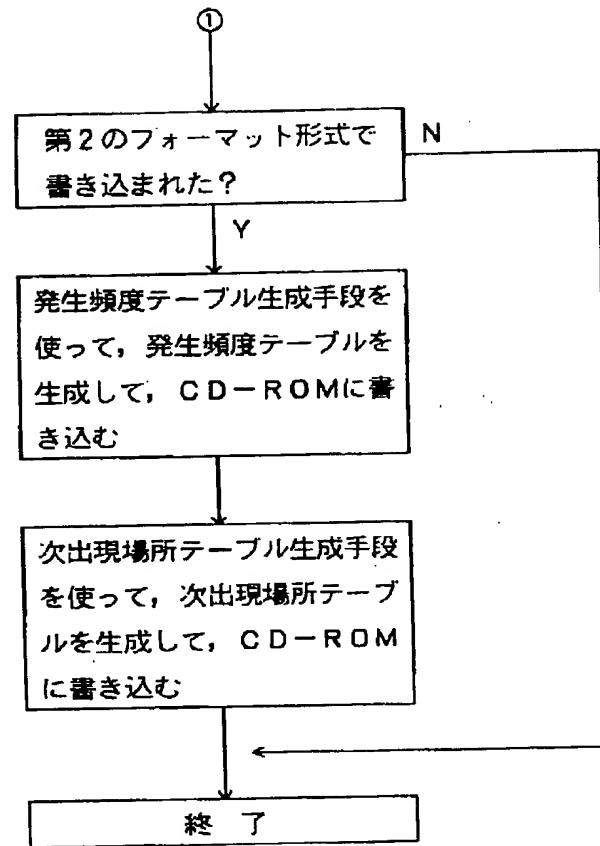 ①
第2のフォーマット形式で
書き込まれた?
N
Y
発生頻度テーブル生成手段を
使って,発生頻度テーブルを
生成して,CD-ROMに書
き込む
次出現場所テーブル生成手段
を使って,次出現場所テーブ
ルを生成して,CD-ROM
に書き込む
終 了